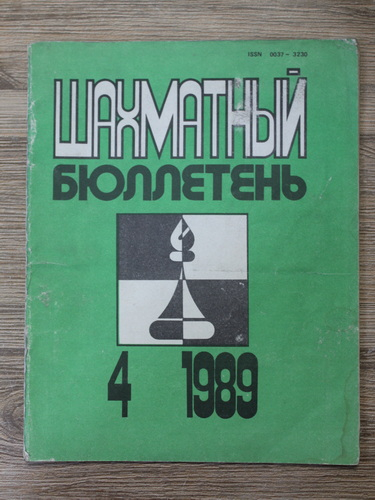 ISSN 0037-3230
ШАХМАТНЫЙ
БЮЛЛЕТЕНЬ
4 1989